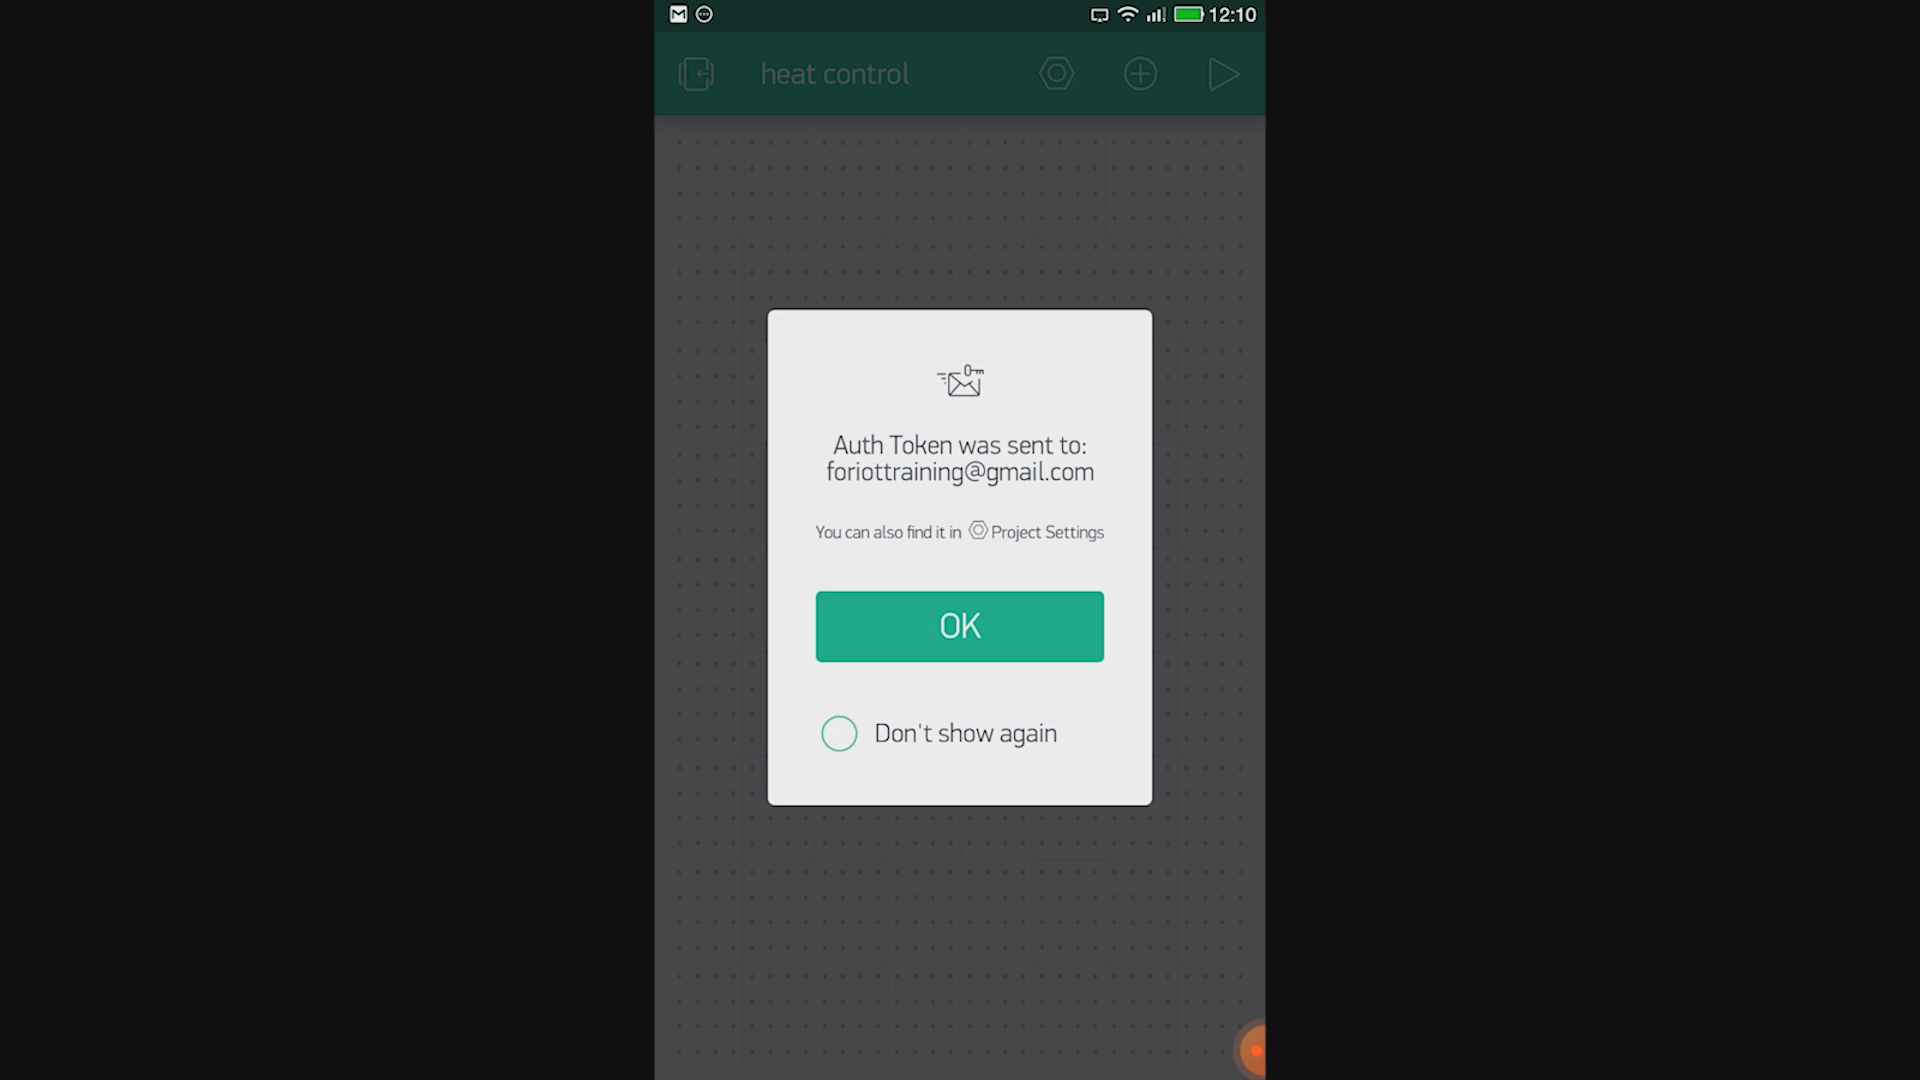 12:10
heat control
Auth Token was sent to:
foriottraining@gmail.com
You can also find it in Project Settings
OK
Don't show again